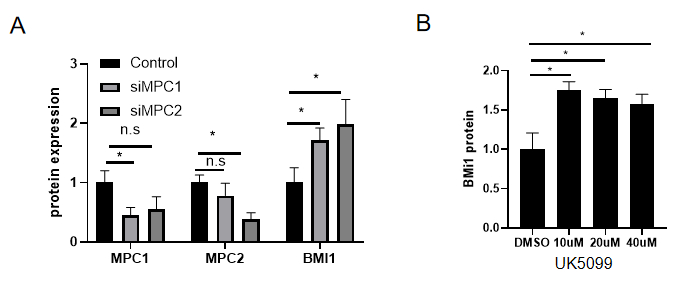 A
Control
siMPC1
siMPC2
protein expression
3
2
1
0
n.s
*
*
n.s
*
*
MPC1
MPC2
BMI1
B
*
*
*
BMi1 protein
2.0
1.5
1.0
0.5
0.0
DMSO 10uM 20uM 40uM
UK5099